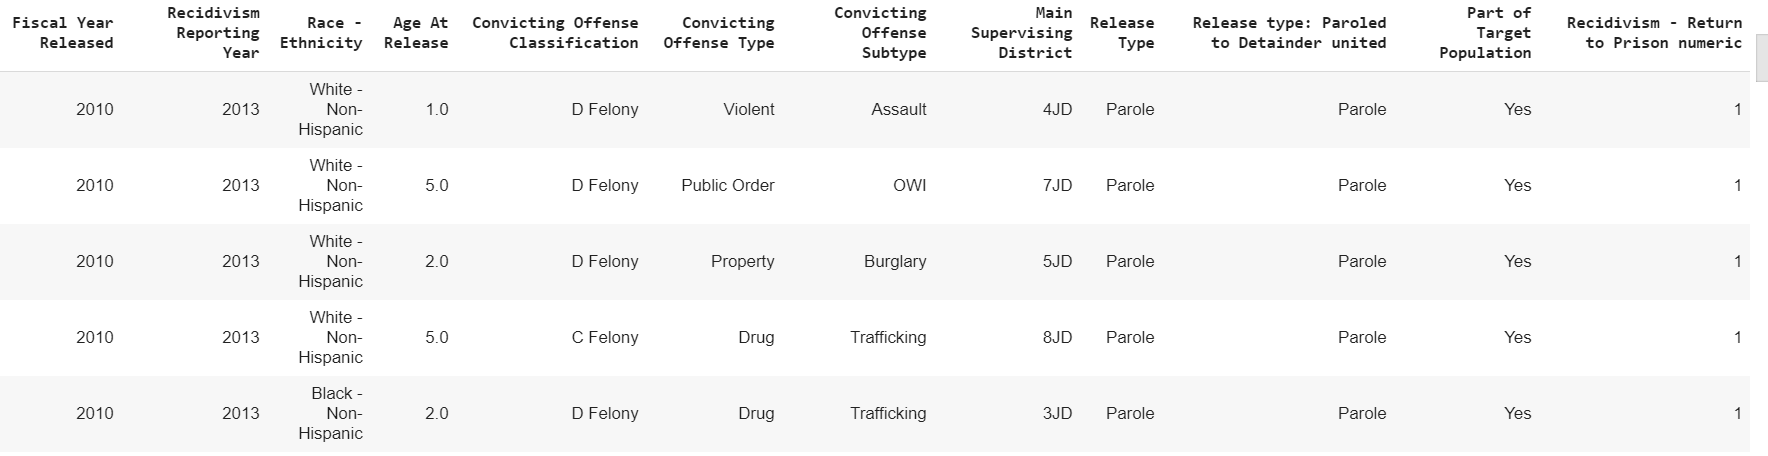 Fiscal Year Released | Recidivism Reporting Year | Race - Ethnicity | Age At Release | Convicting Offense Classification | Convicting Offense Type | Convicting Offense Subtype | Main Supervising District | Release Type | Release type: Paroled to Detainder united | Part of Target Population | Recidivism - Return to Prison numeric
2010 | 2013 | White - Non-Hispanic | 1.0 | D Felony | Violent | Assault | 4JD | Parole | Parole | Yes | 1
2010 | 2013 | White - Non-Hispanic | 5.0 | D Felony | Public Order | OWI | 7JD | Parole | Parole | Yes | 1
2010 | 2013 | White - Non-Hispanic | 2.0 | D Felony | Property | Burglary | 5JD | Parole | Parole | Yes | 1
2010 | 2013 | White - Non-Hispanic | 5.0 | C Felony | Drug | Trafficking | 8JD | Parole | Parole | Yes | 1
2010 | 2013 | Black - Non-Hispanic | 2.0 | D Felony | Drug | Trafficking | 3JD | Parole | Parole | Yes | 1